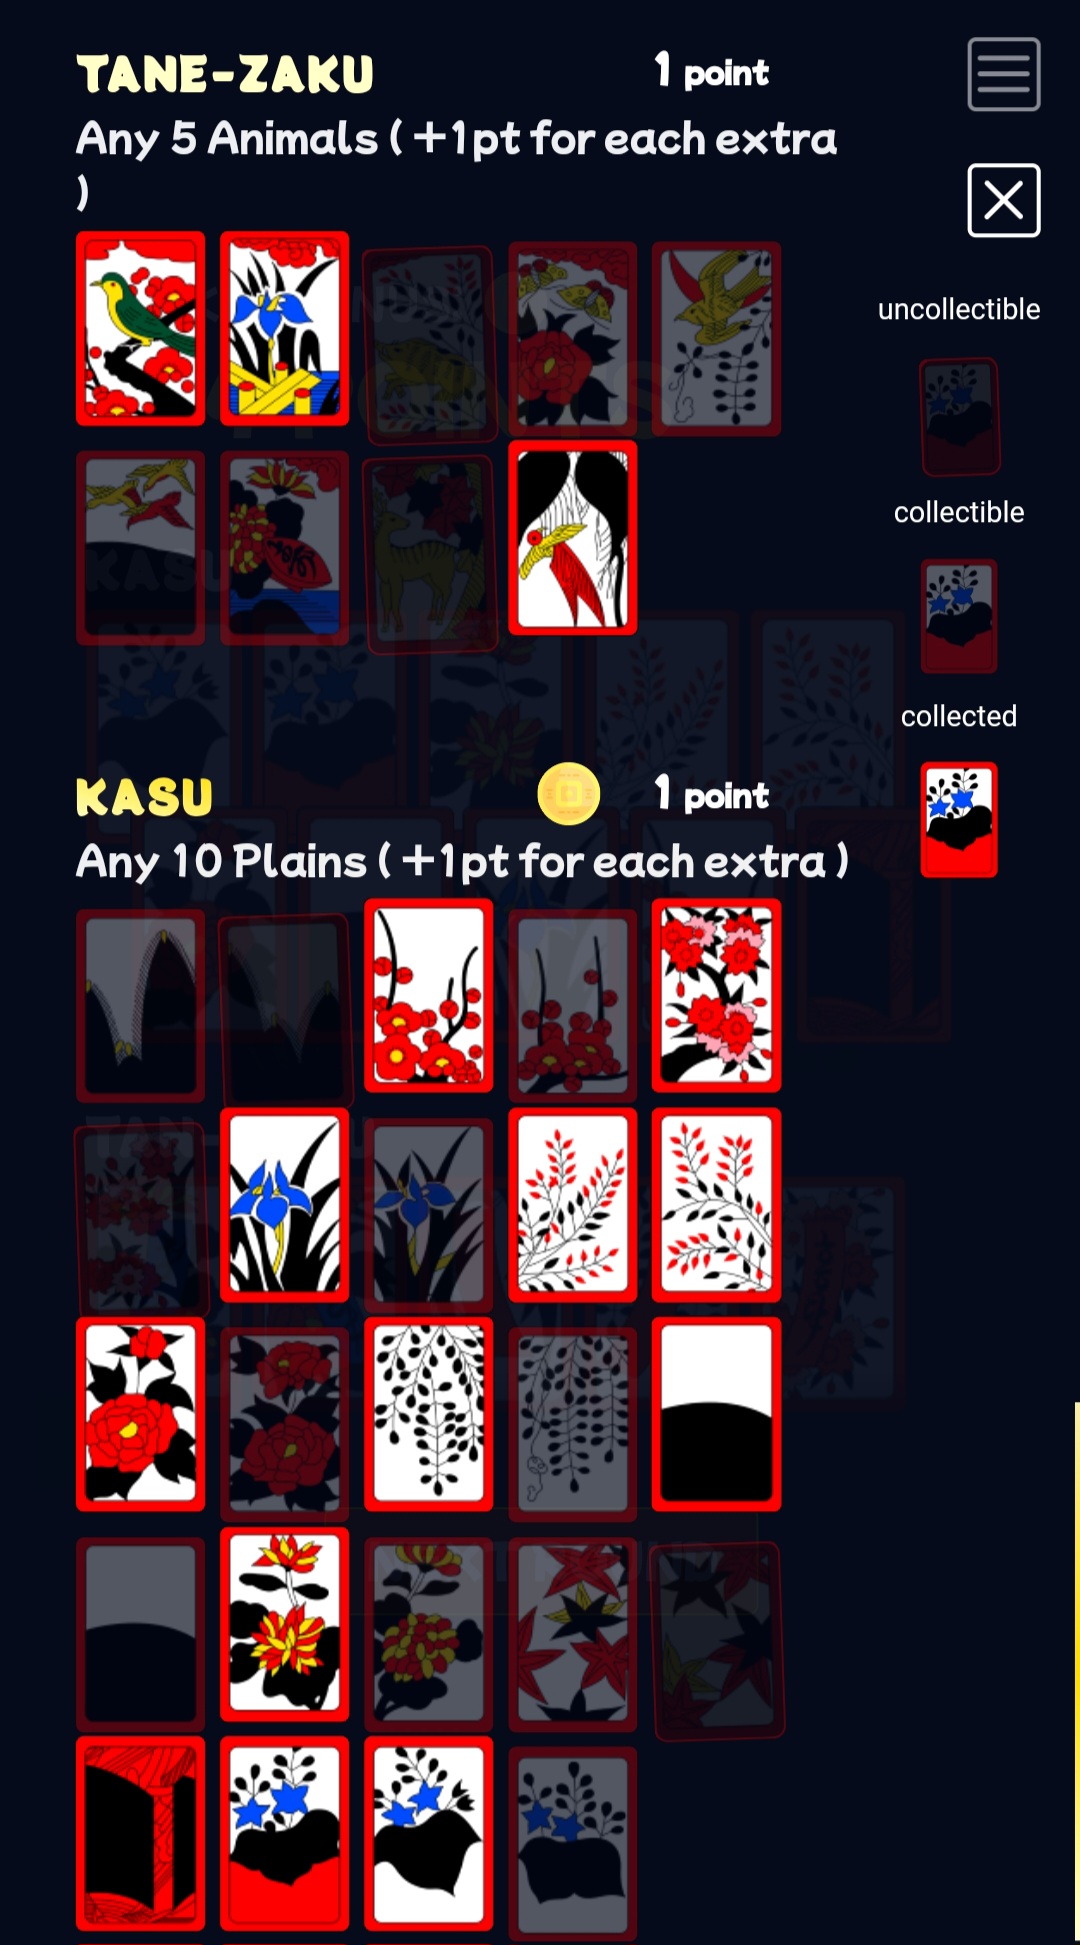 TANE-ZAKU
1 point
Any 5 Animals ( +1pt for each extra
)
uncollectible
collectible
collected
KASU
1 point
Any 10 Plains ( +1pt for each extra )
KASU